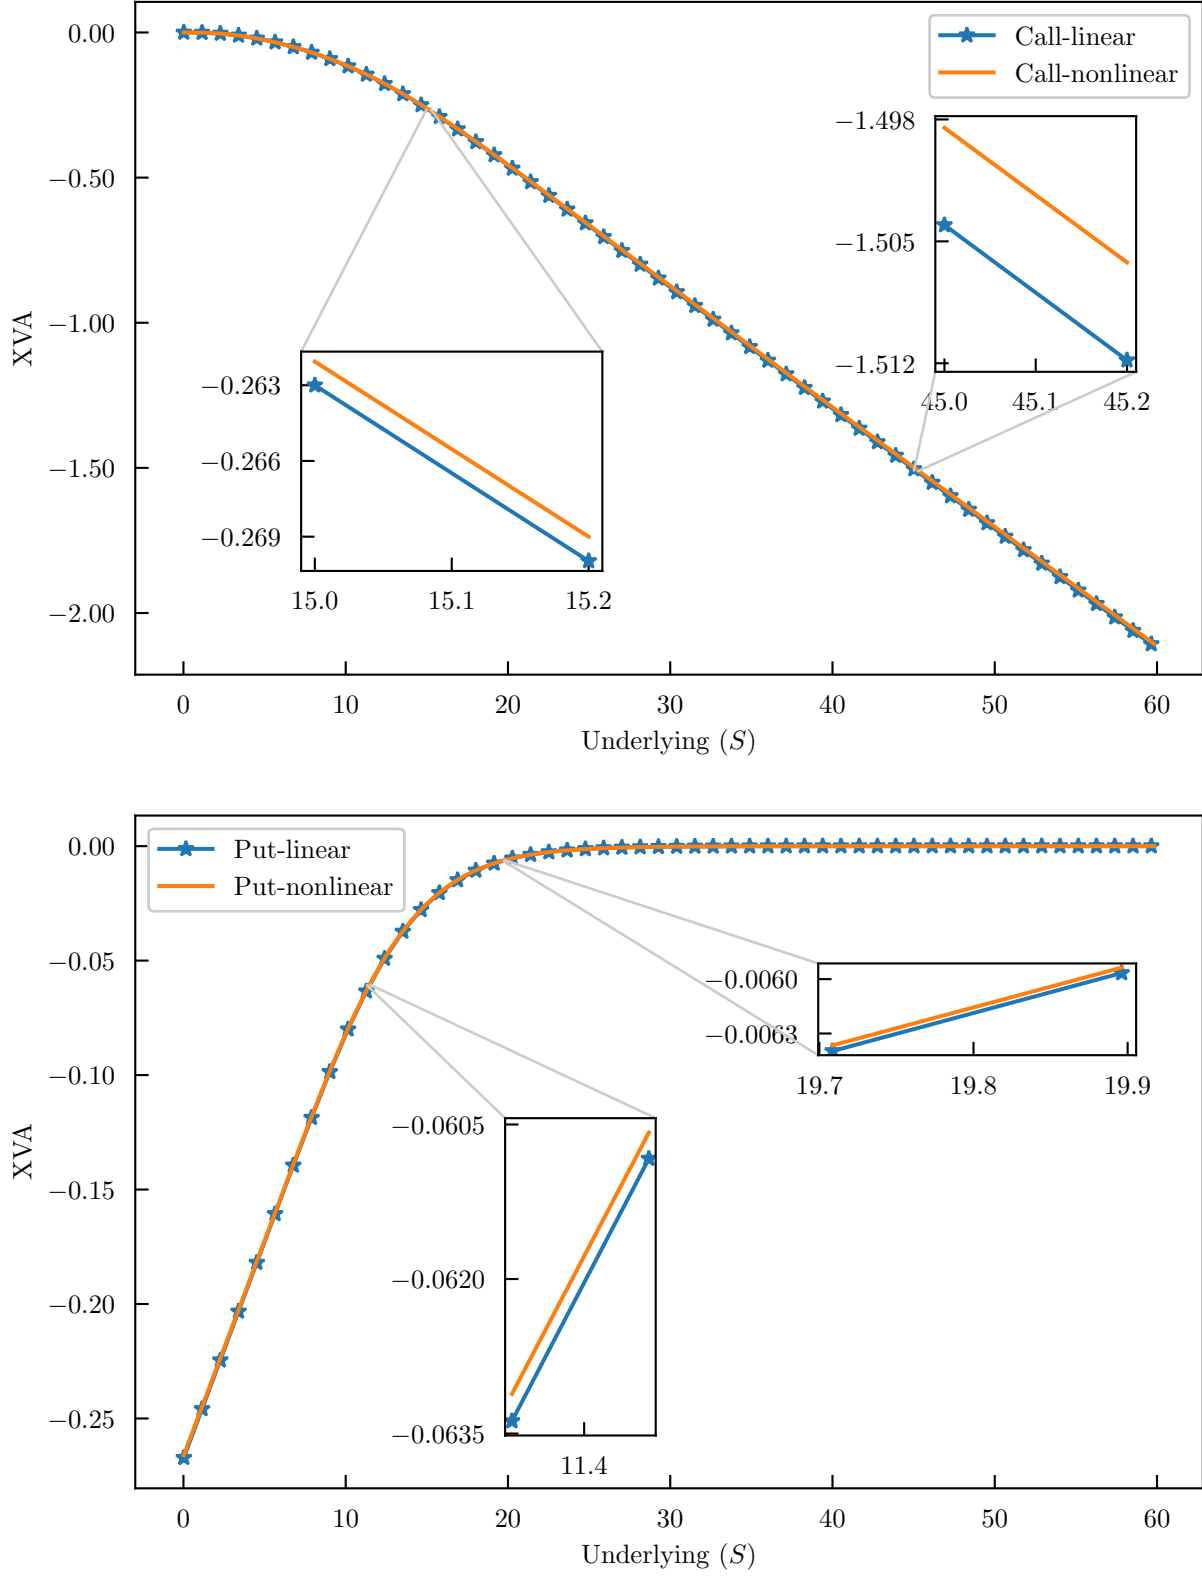 0.00
−0.50
−1.00
−1.50
−2.00
XVA
0 10 20 30 40 50 60
Underlying (S)
Call-linear
Call-nonlinear
−1.498
−1.505
−1.512
45.0 45.1 45.2
−0.263
−0.266
−0.269
15.0 15.1 15.2
0.00
−0.05
−0.10
−0.15
−0.20
−0.25
XVA
0 10 20 30 40 50 60
Underlying (S)
Put-linear
Put-nonlinear
−0.0060
−0.0063
19.7 19.8 19.9
−0.0605
−0.0620
−0.0635
11.4